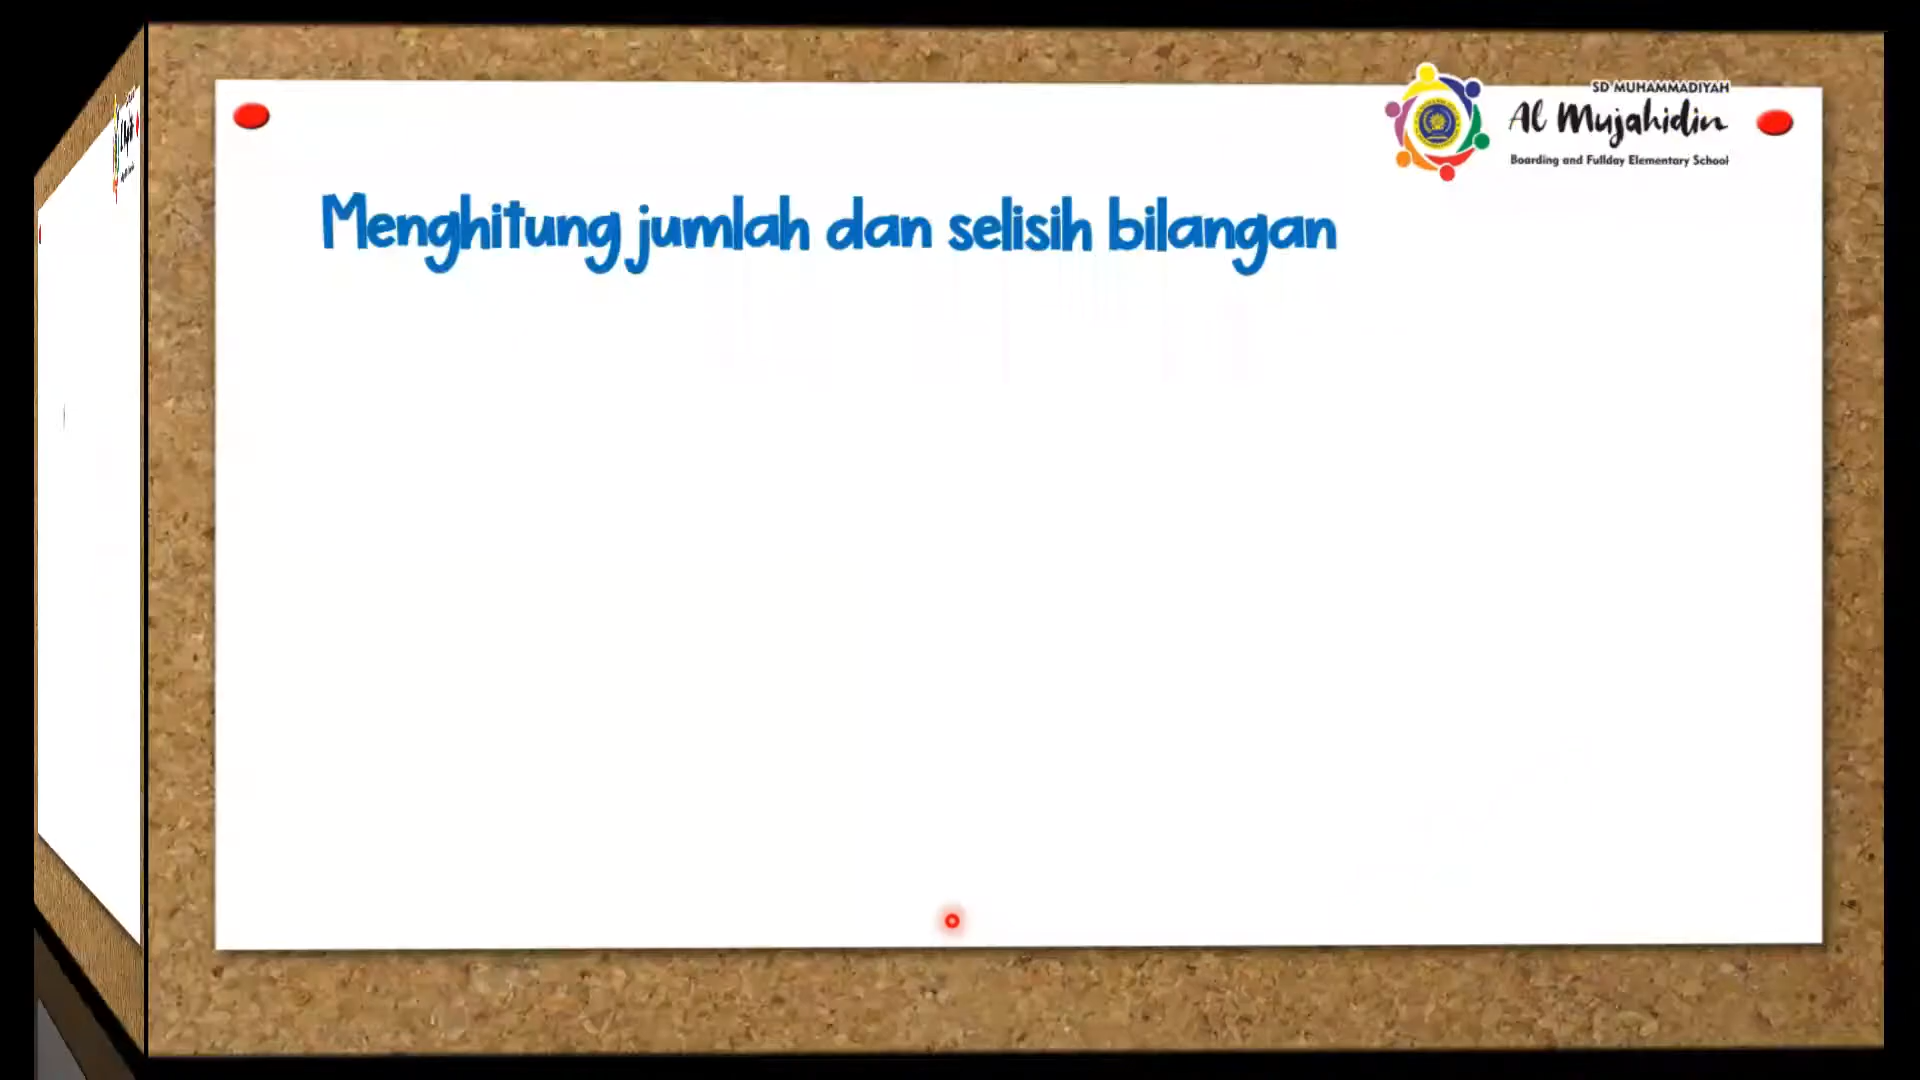 SD MUHAMMADIYAH
Al Mujahidin
Boarding and Fullday Elementary School
Menghitung jumlah dan selisih bilangan